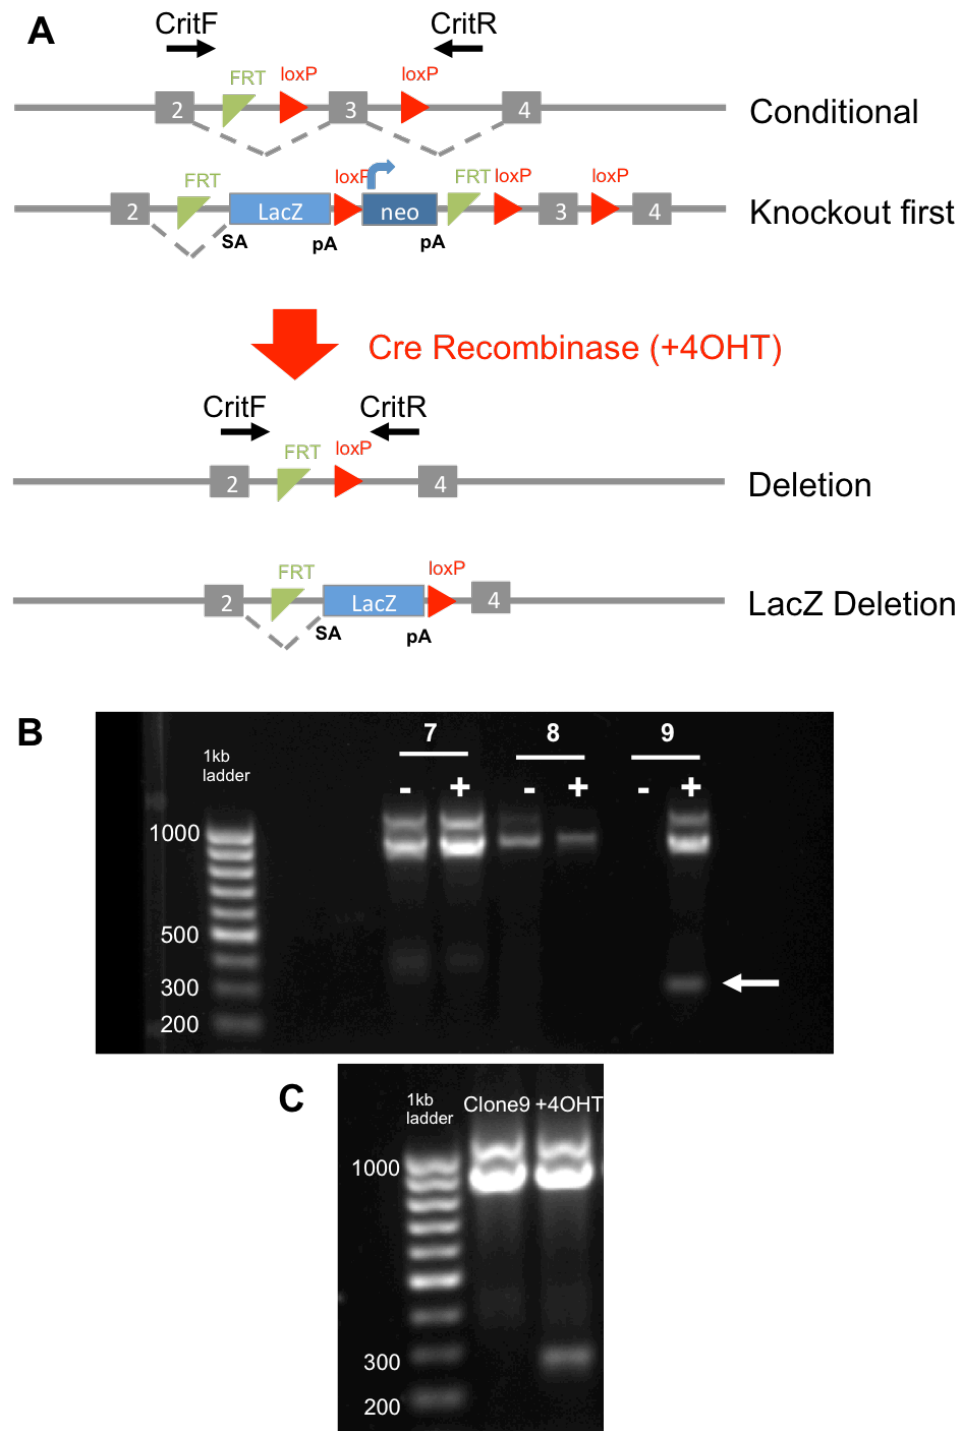 A
CritF CritR
FRT loxP loxP
2 3 4
Conditional
FRT loxP FRT loxP loxP
2 LacZ neo 3 4
Knockout first
SA pA pA
Cre Recombinase (+4OHT)
CritF CritR
FRT loxP
2 4
Deletion
FRT loxP
2 LacZ 4
LacZ Deletion
SA pA
B
7 8 9
1kb
ladder
- + - + - +
1000
500
300
200
C
1kb
ladder
Clone9 +4OHT
1000
300
200